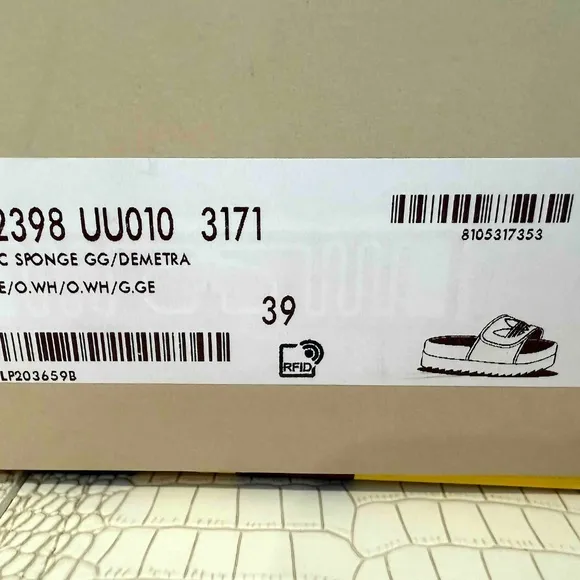 2398 UU010 3171
C SPONGE GG/DEMETRA
E/O.WH/O.WH/G.GE
39
LP203659B
RFID
8105317353